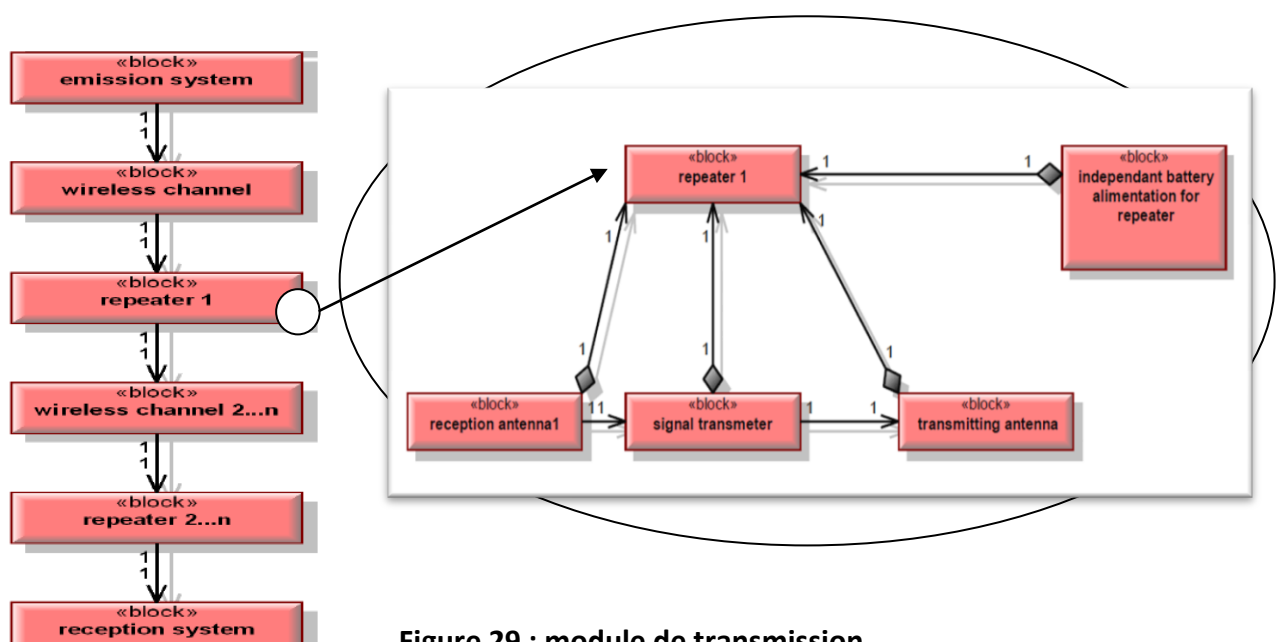 «block»
emission system
1
1
«block»
wireless channel
1
1
«block»
repeater 1
1
1
«block»
wireless channel 2...n
1
1
«block»
repeater 2...n
1
1
«block»
reception system
«block»
repeater 1
1
1
«block»
independant battery
alimentation for
repeater
1
1
1
1
1
1
«block»
reception antenna1
11
«block»
signal transmeter
1
1
«block»
transmitting antenna
Figure 29 : module de transmission